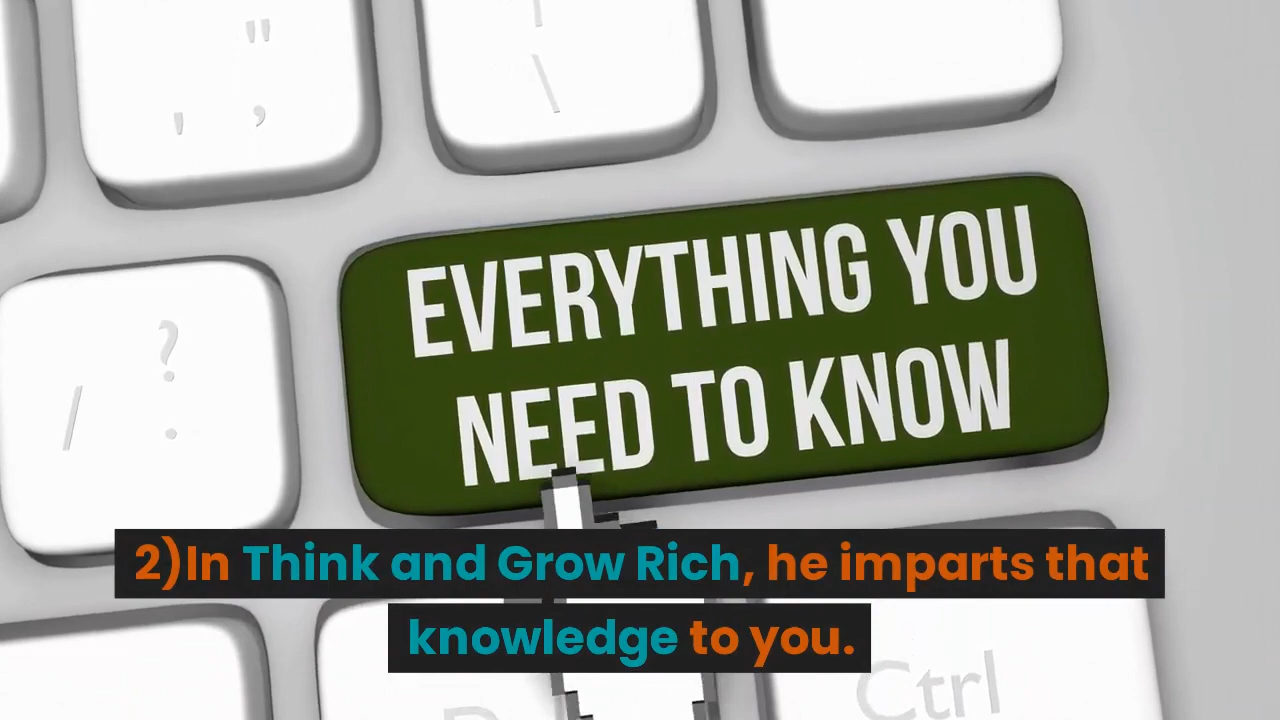 " 
' ,
\
EVERYTHING YOU
NEED TO KNOW
?
/ .
2)In Think and Grow Rich, he imparts that
knowledge to you.
Ctrl